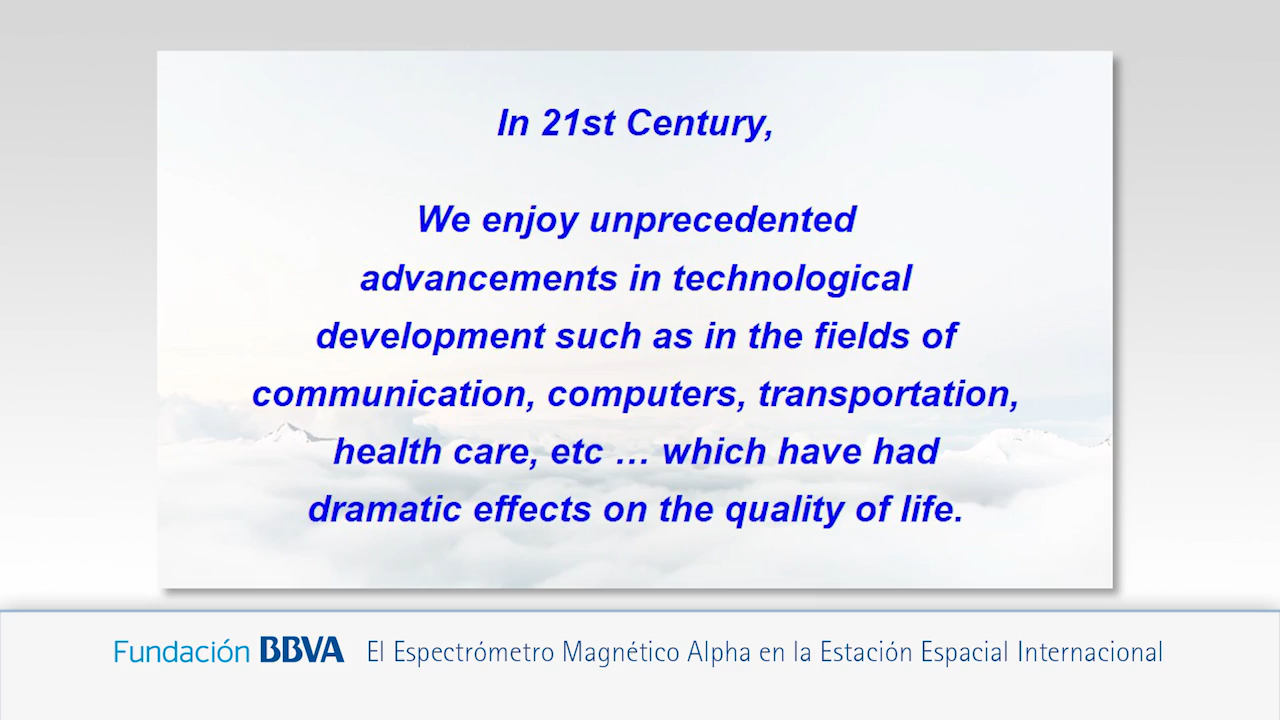 In 21st Century,
We enjoy unprecedented
advancements in technological
development such as in the fields of
communication, computers, transportation,
health care, etc … which have had
dramatic effects on the quality of life.
Fundación BBVA El Espectrómetro Magnético Alpha en la Estación Espacial Internacional